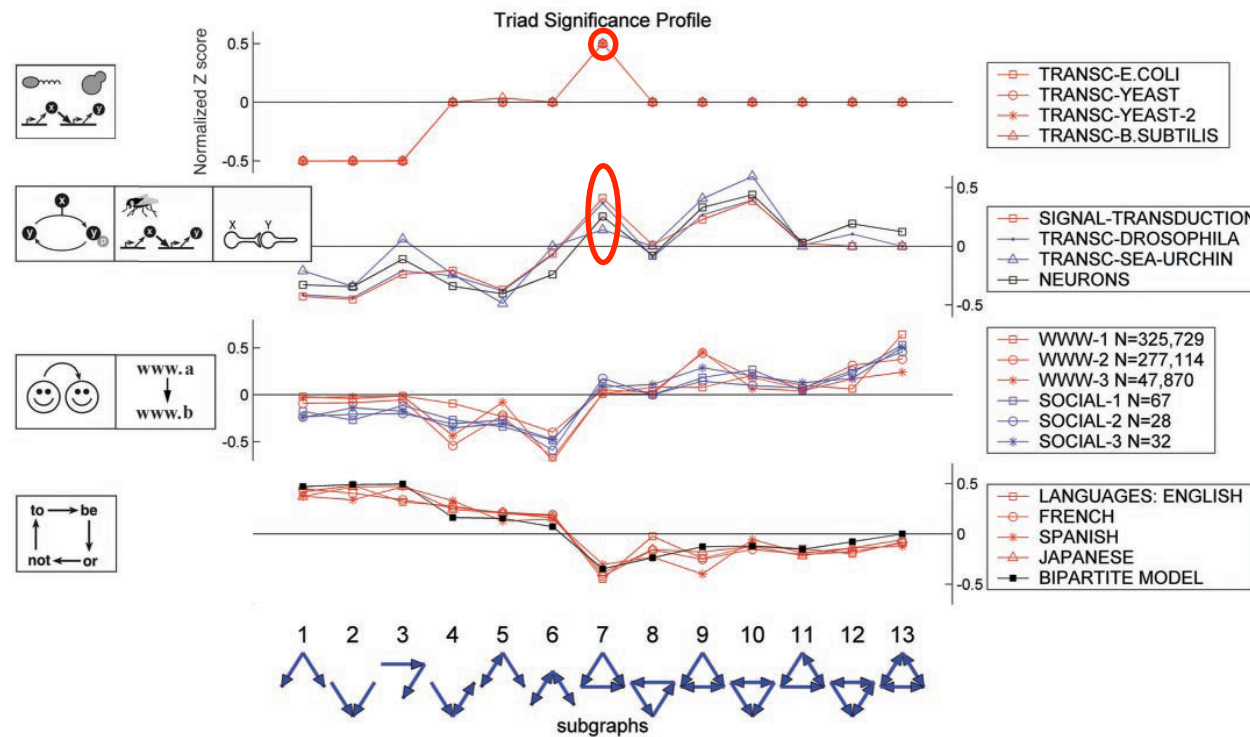 Triad Significance Profile
Normalized Z score
0.5
0
-0.5
x
y
TRANSC-E.COLI
TRANSC-YEAST
TRANSC-YEAST-2
TRANSC-B.SUBTILIS
x
y
y
p
x
y
X
Y
0.5
0
-0.5
SIGNAL-TRANSDUCTION
TRANSC-DROSOPHILA
TRANSC-SEA-URCHIN
NEURONS
www.a
www.b
0.5
0
-0.5
WWW-1 N=325,729
WWW-2 N=277,114
WWW-3 N=47,870
SOCIAL-1 N=67
SOCIAL-2 N=28
SOCIAL-3 N=32
to be
not or
0.5
0
-0.5
LANGUAGES: ENGLISH
FRENCH
SPANISH
JAPANESE
BIPARTITE MODEL
1 2 3 4 5 6 7 8 9 10 11 12 13
subgraphs